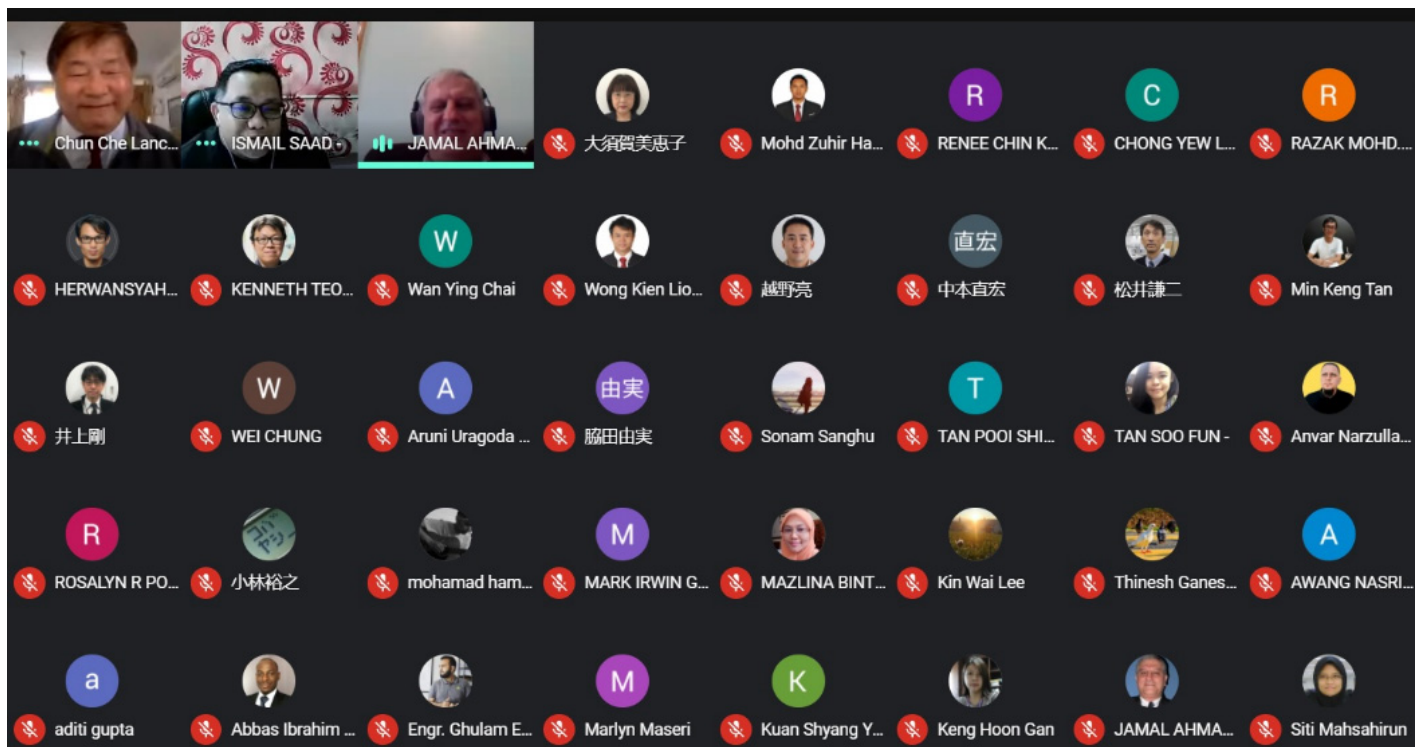 Chun Che Lanc...
ISMAIL SAAD -
JAMAL AHMA...
大須賀美恵子
Mohd Zuhir Ha...
R
RENEE CHIN K...
C
CHONG YEW L...
R
RAZAK MOHD....
HERWANSYAH...
KENNETH TEO...
W
Wan Ying Chai
Wong Kien Lio...
越野亮
直宏
中本直宏
松井謙二
Min Keng Tan
井上剛
W
WEI CHUNG
A
Aruni Uragoda ...
由実
脇田由実
Sonam Sanghu
T
TAN POOI SHI...
TAN SOO FUN -
Anvar Narzulla...
R
ROSALYN R PO...
コバ
ヤシ
小林裕之
mohamad ham...
M
MARK IRWIN G...
MAZLINA BINT...
Kin Wai Lee
Thinesh Ganes...
A
AWANG NASRI...
a
aditi gupta
Abbas Ibrahim ...
Engr. Ghulam E...
M
Marlyn Maseri
K
Kuan Shyang Y...
Keng Hoon Gan
JAMAL AHMA...
Siti Mahsahirun